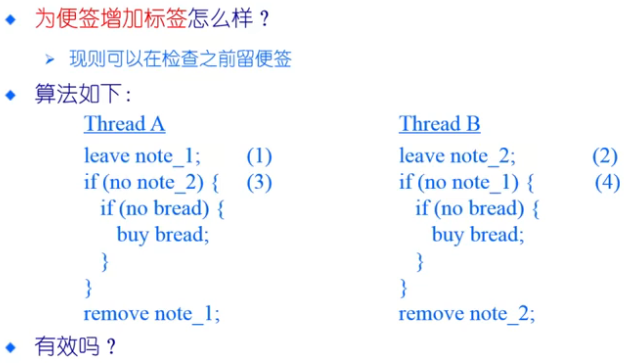 为便签增加标签怎么样？
现则可以在检查之前留便签
算法如下：
Thread A Thread B
leave note_1; (1) leave note_2; (2)
if (no note_2) { (3) if (no note_1) { (4)
if (no bread) { if (no bread) {
buy bread; buy bread;
} }
} }
remove note_1; remove note_2;
有效吗？